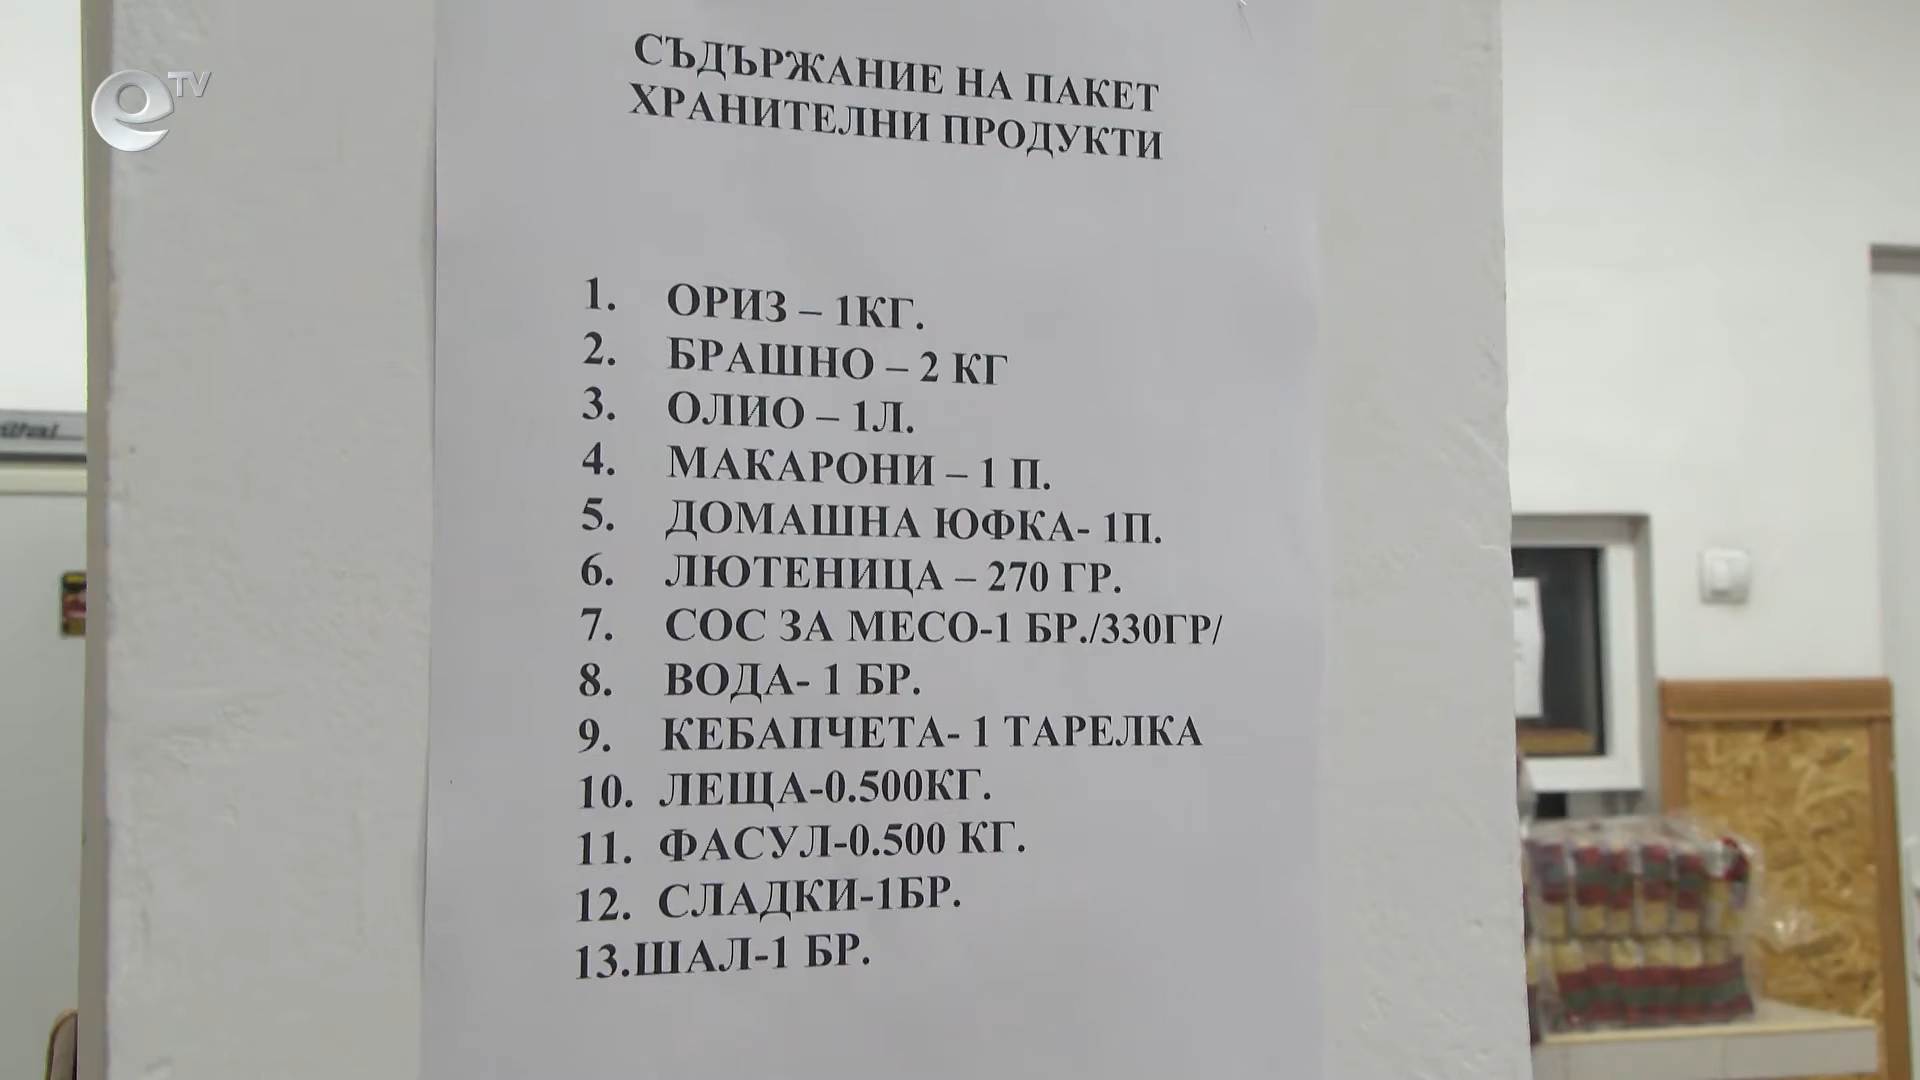 e TV
СЪДЪРЖАНИЕ НА ПАКЕТ
ХРАНИТЕЛНИ ПРОДУКТИ
1. ОРИЗ – 1КГ.
2. БРАШНО – 2 КГ
3. ОЛИО – 1Л.
4. МАКАРОНИ – 1 П.
5. ДОМАШНА ЮФКА- 1П.
6. ЛЮТЕНИЦА – 270 ГР.
7. СОС ЗА МЕСО-1 БР./330ГР/
8. ВОДА- 1 БР.
9. КЕБАПЧЕТА- 1 ТАРЕЛКА
10. ЛЕЩА-0.500КГ.
11. ФАСУЛ-0.500 КГ.
12. СЛАДКИ-1БР.
13.ШАЛ-1 БР.